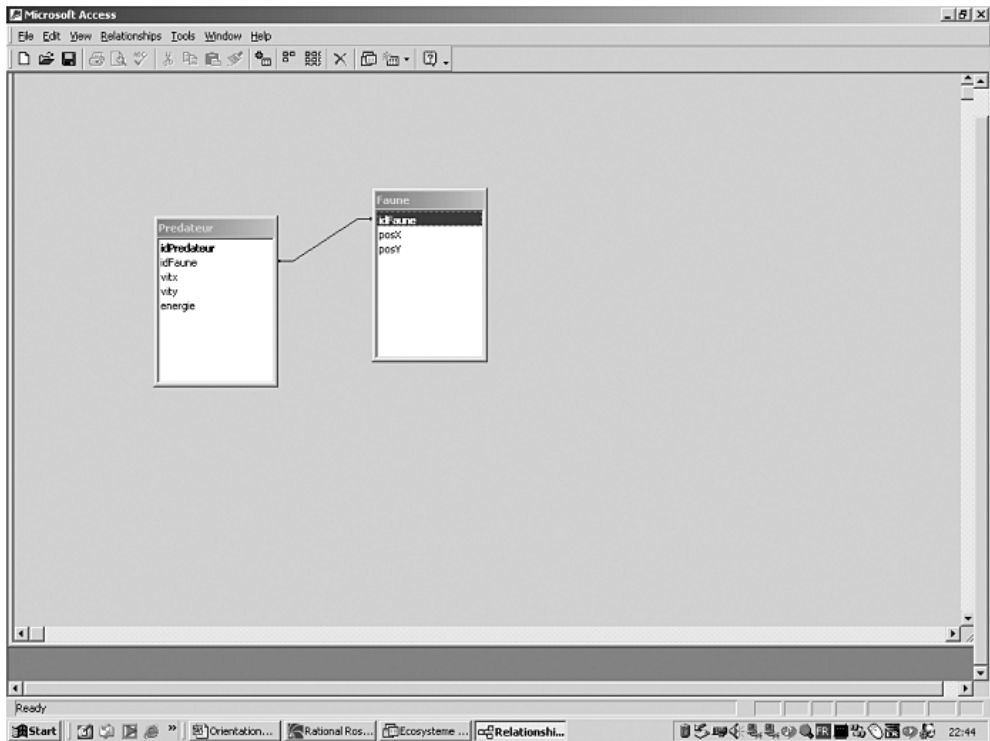 Microsoft Access
File Edit View Relationships Tools Window Help
Predateur
idPredateur
idFaune
vitx
vity
energie
Faune
idFaune
posX
posY
Ready
Start » Orientation... Rational Ros... Ecosysteme ... Relationshi... FR 22:44